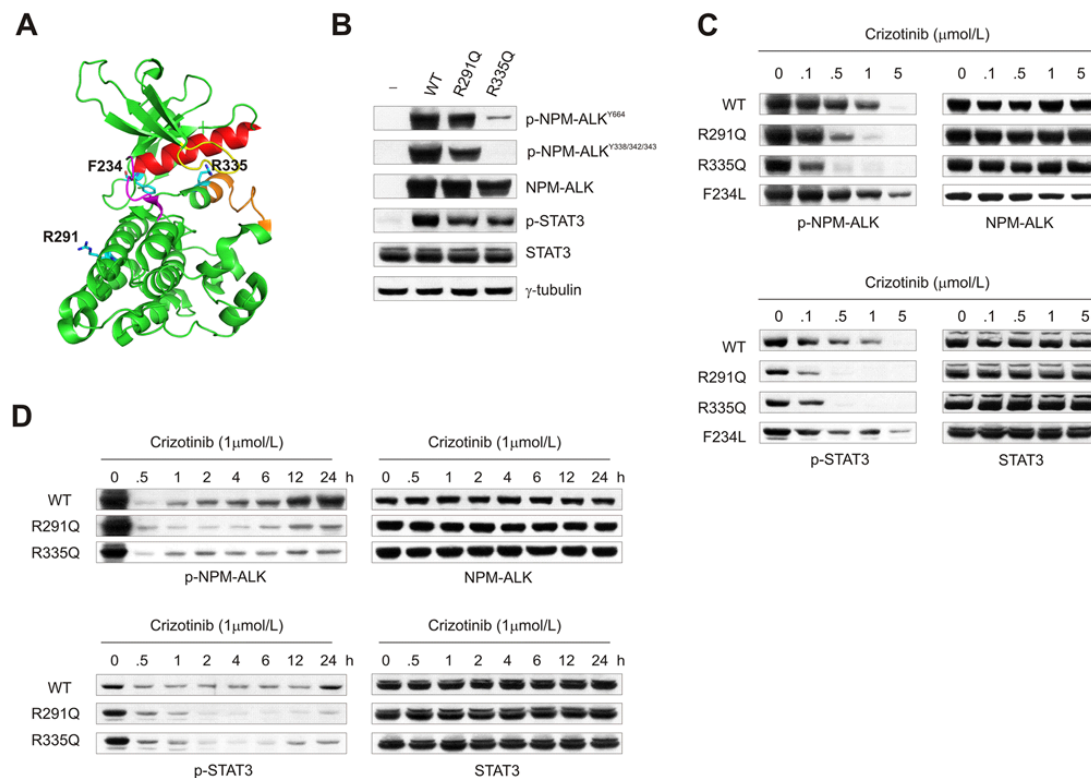 A
F234
R335
R291
B
– WT R291Q R335Q
p-NPM-ALK^Y664
p-NPM-ALK^Y338/342/343
NPM-ALK
p-STAT3
STAT3
γ-tubulin
C
Crizotinib (μmol/L)
0 .1 .5 1 5 0 .1 .5 1 5
WT
R291Q
R335Q
F234L
p-NPM-ALK NPM-ALK
Crizotinib (μmol/L)
0 .1 .5 1 5 0 .1 .5 1 5
WT
R291Q
R335Q
F234L
p-STAT3 STAT3
D
Crizotinib (1μmol/L) Crizotinib (1μmol/L)
0 .5 1 2 4 6 12 24 h 0 .5 1 2 4 6 12 24 h
WT
R291Q
R335Q
p-NPM-ALK NPM-ALK
Crizotinib (1μmol/L) Crizotinib (1μmol/L)
0 .5 1 2 4 6 12 24 h 0 .5 1 2 4 6 12 24 h
WT
R291Q
R335Q
p-STAT3 STAT3